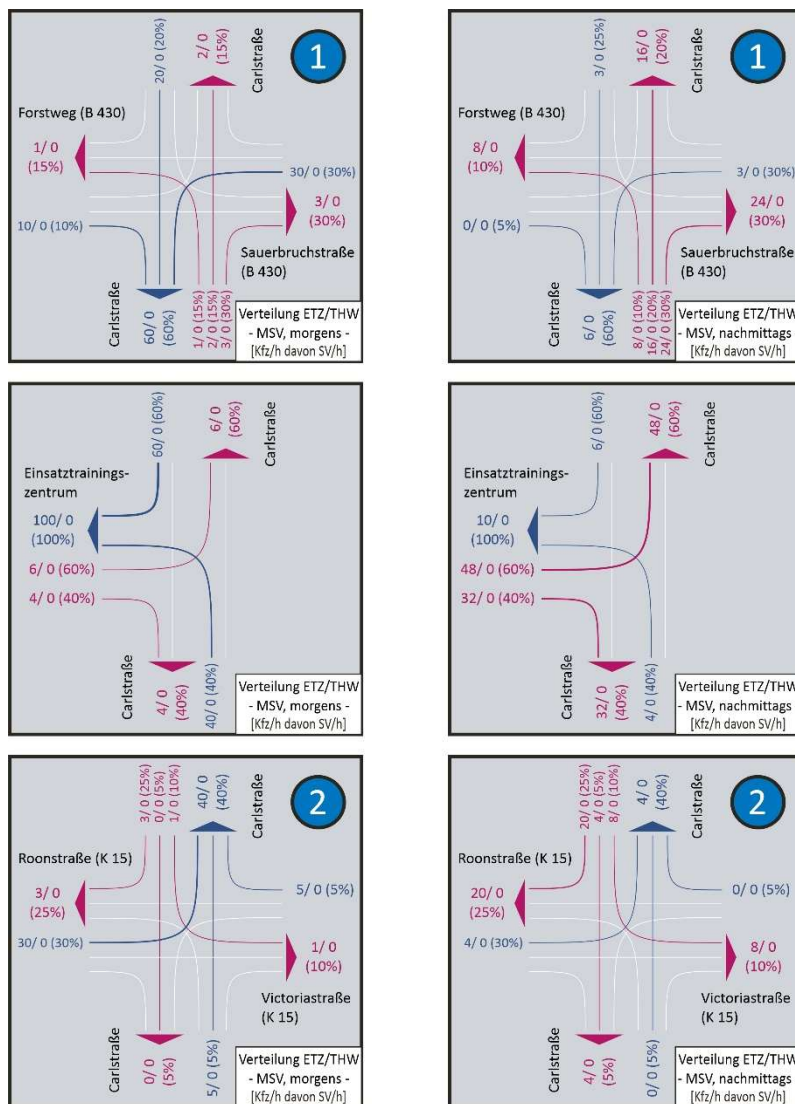 1
20/ 0 (20%)
2/ 0
(15%)
Carlstraße
Forstweg (B 430)
1/ 0
(15%)
30/ 0 (30%)
3/ 0
(30%)
10/ 0 (10%)
Sauerbruchstraße
(B 430)
Carlstraße
60/ 0
(60%)
1/ 0 (15%)
2/ 0 (15%)
3/ 0 (30%)
Verteilung ETZ/THW
- MSV, morgens -
[Kfz/h davon SV/h]
1
3/ 0 (25%)
16/ 0
(20%)
Carlstraße
Forstweg (B 430)
8/ 0
(10%)
3/ 0 (30%)
24/ 0
(30%)
0/ 0 (5%)
Sauerbruchstraße
(B 430)
Carlstraße
6/ 0
(60%)
8/ 0 (10%)
16/ 0 (20%)
24/ 0 (30%)
Verteilung ETZ/THW
- MSV, nachmittags -
[Kfz/h davon SV/h]
60/ 0 (60%)
6/ 0
(60%)
Carlstraße
Einsatztrainings-
zentrum
100/ 0
(100%)
6/ 0 (60%)
4/ 0 (40%)
Carlstraße
4/ 0
(40%)
40/ 0 (40%)
Verteilung ETZ/THW
- MSV, morgens -
[Kfz/h davon SV/h]
6/ 0 (60%)
48/ 0
(60%)
Carlstraße
Einsatztrainings-
zentrum
10/ 0
(100%)
48/ 0 (60%)
32/ 0 (40%)
Carlstraße
32/ 0
(40%)
4/ 0 (40%)
Verteilung ETZ/THW
- MSV, nachmittags -
[Kfz/h davon SV/h]
2
3/ 0 (25%)
0/ 0 (5%)
1/ 0 (10%)
40/ 0
(40%)
Carlstraße
Roonstraße (K 15)
3/ 0
(25%)
5/ 0 (5%)
30/ 0 (30%)
1/ 0
(10%)
Victoriastraße
(K 15)
Carlstraße
0/ 0
(5%)
5/ 0 (5%)
Verteilung ETZ/THW
- MSV, morgens -
[Kfz/h davon SV/h]
2
20/ 0 (25%)
4/ 0 (5%)
8/ 0 (10%)
4/ 0
(40%)
Carlstraße
Roonstraße (K 15)
20/ 0
(25%)
0/ 0 (5%)
4/ 0 (30%)
8/ 0
(10%)
Victoriastraße
(K 15)
Carlstraße
4/ 0
(5%)
0/ 0 (5%)
Verteilung ETZ/THW
- MSV, nachmittags -
[Kfz/h davon SV/h]